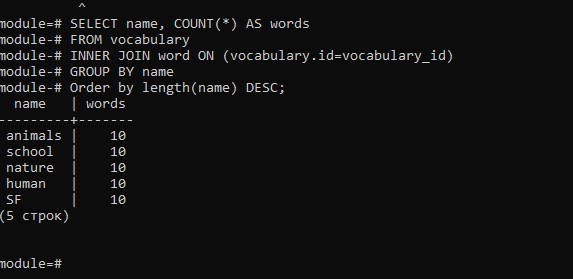 ^
module=# SELECT name, COUNT(*) AS words
module-# FROM vocabulary
module-# INNER JOIN word ON (vocabulary.id=vocabulary_id)
module-# GROUP BY name
module-# Order by length(name) DESC;
name | words
---------+-------
animals | 10
school | 10
nature | 10
human | 10
SF | 10
(5 строк)
module=#